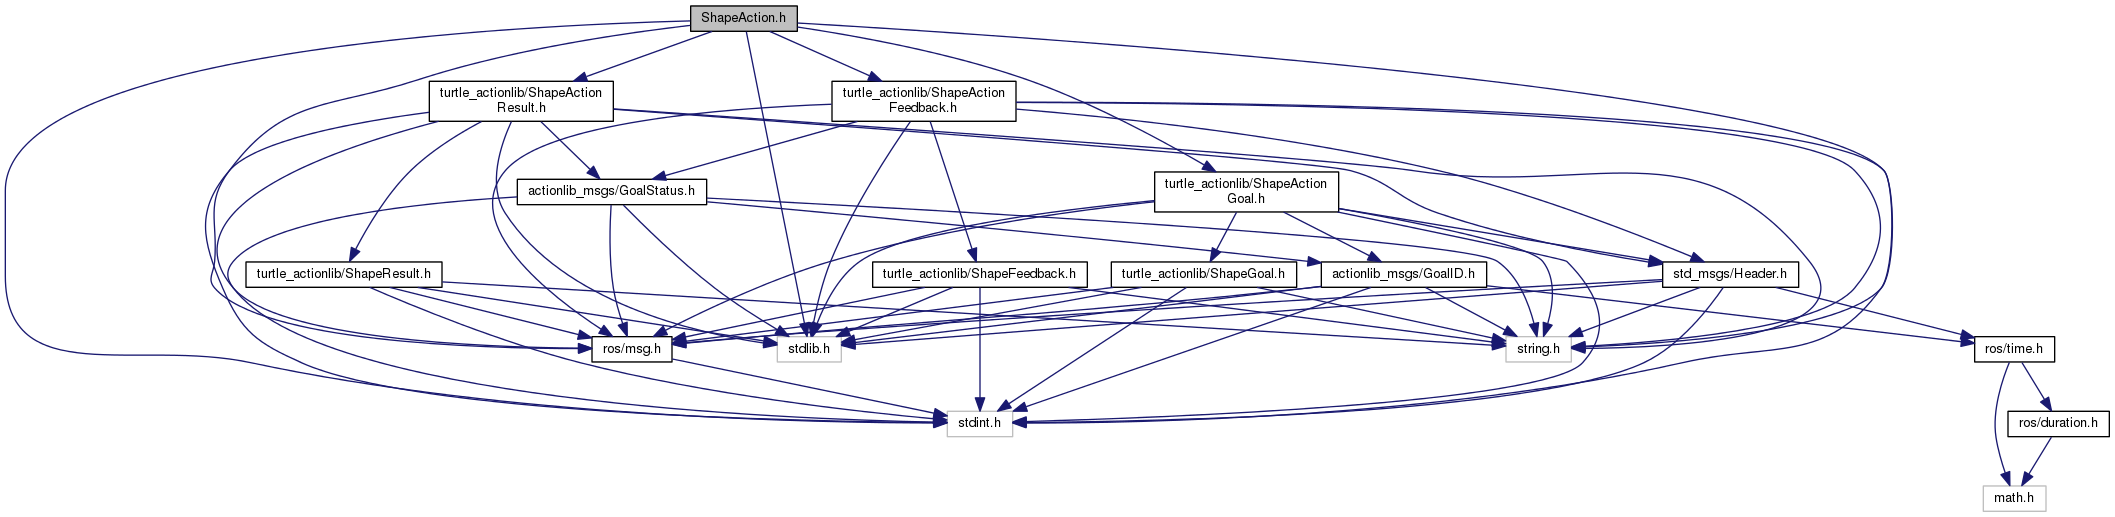 ShapeAction.h
turtle_actionlib/ShapeAction
Result.h
turtle_actionlib/ShapeAction
Feedback.h
actionlib_msgs/GoalStatus.h
turtle_actionlib/ShapeAction
Goal.h
turtle_actionlib/ShapeResult.h
turtle_actionlib/ShapeFeedback.h
turtle_actionlib/ShapeGoal.h
actionlib_msgs/GoalID.h
std_msgs/Header.h
ros/msg.h
stdlib.h
string.h
ros/time.h
stdint.h
ros/duration.h
math.h